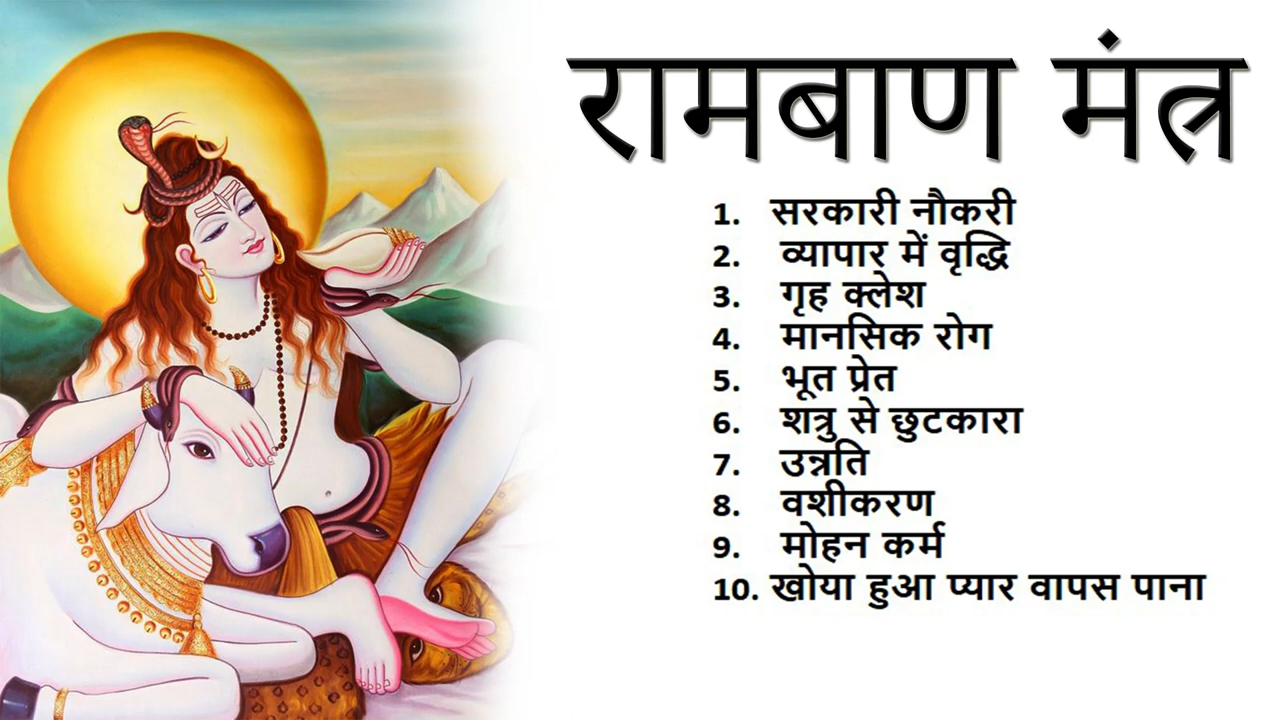 रामबाण मंत्र
1. सरकारी नौकरी
2. व्यापार में वृद्धि
3. गृह क्लेश
4. मानसिक रोग
5. भूत प्रेत
6. शत्रु से छुटकारा
7. उन्नति
8. वशीकरण
9. मोहन कर्म
10. खोया हुआ प्यार वापस पाना